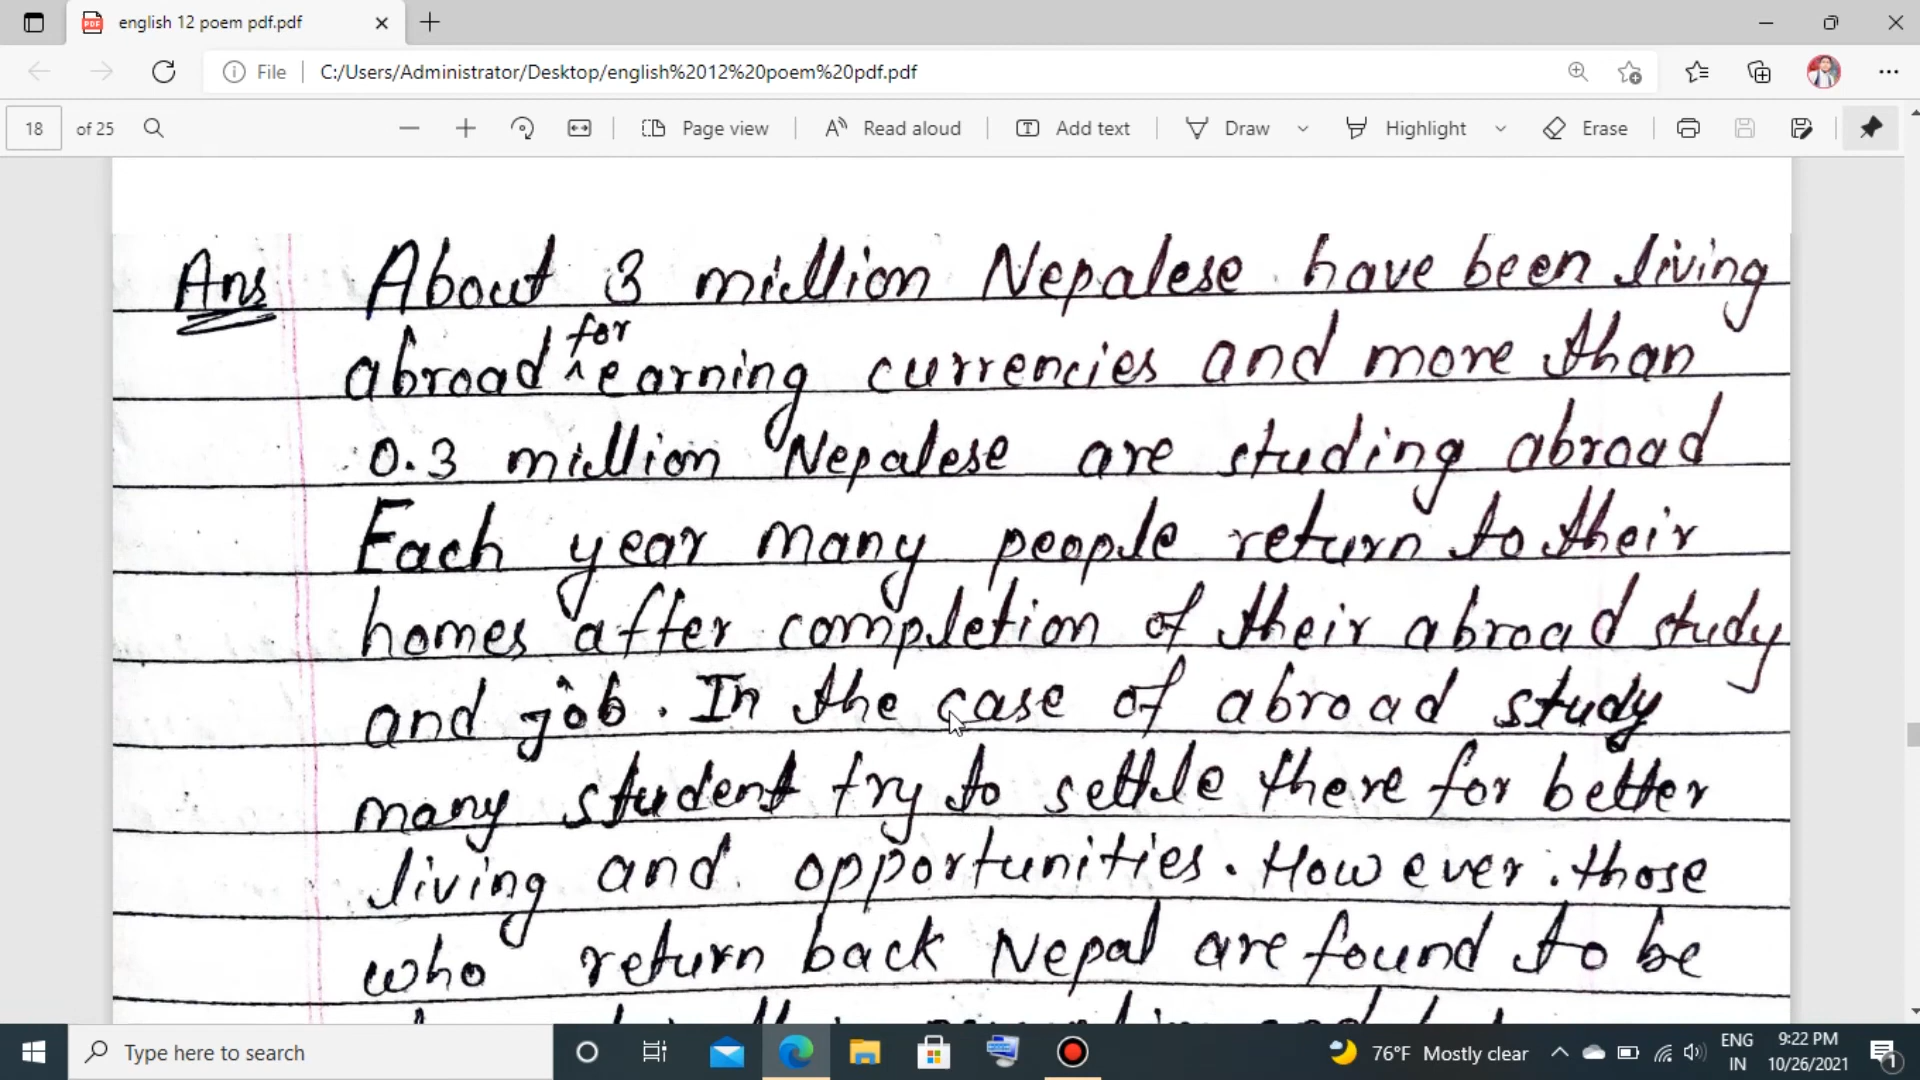 english 12 poem pdf.pdf
File
C:/Users/Administrator/Desktop/english%2012%20poem%20pdf.pdf
18 of 25
Page view
Read aloud
Add text
Draw
Highlight
Erase
Ans About 3 million Nepalese have been living
for
abroad ^ earning currencies and more than
0.3 million Nepalese are studing abroad
Each year many people return to their
homes after completion of their abroad study
and job. In the case of abroad study
many student try to settle there for better
living and opportunities. However. those
who return back Nepal are found to be
Type here to search
76°F Mostly clear
ENG
IN
9:22 PM
10/26/2021
1